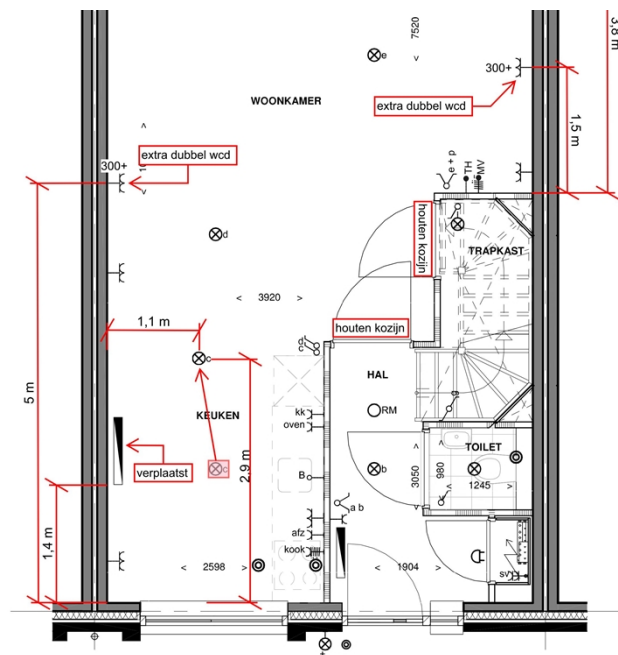 7520
3,8 m
e
300+
WOONKAMER
extra dubbel wcd
1,5 m
extra dubbel wcd
300+
e + p
TH
MV
houten kozijn
TRAPKAST
d
3920
1,1 m
houten kozijn
d
c
c
HAL
5 m
KEUKEN
kk
oven
RM
a
TOILET
2,9 m
verplaatst
c
B
b
3050
980
1245
1,4 m
a b
afz
kook
2598
1904
sv